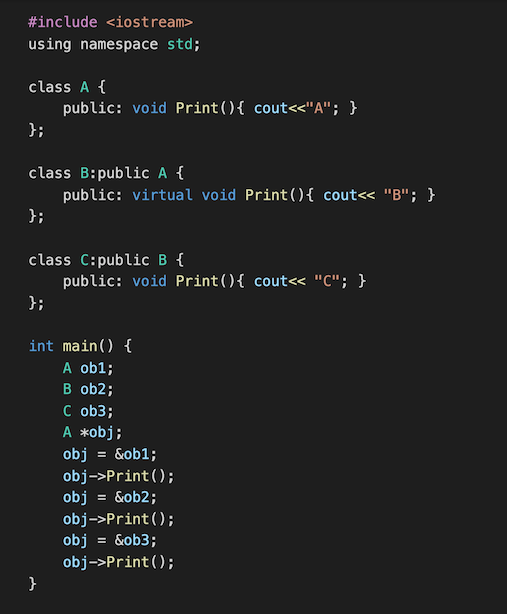 #include <iostream>
using namespace std;

class A {
    public: void Print(){ cout<<"A"; }
};

class B:public A {
    public: virtual void Print(){ cout<< "B"; }
};

class C:public B {
    public: void Print(){ cout<< "C"; }
};

int main() {
    A ob1;
    B ob2;
    C ob3;
    A *obj;
    obj = &ob1;
    obj->Print();
    obj = &ob2;
    obj->Print();
    obj = &ob3;
    obj->Print();
}